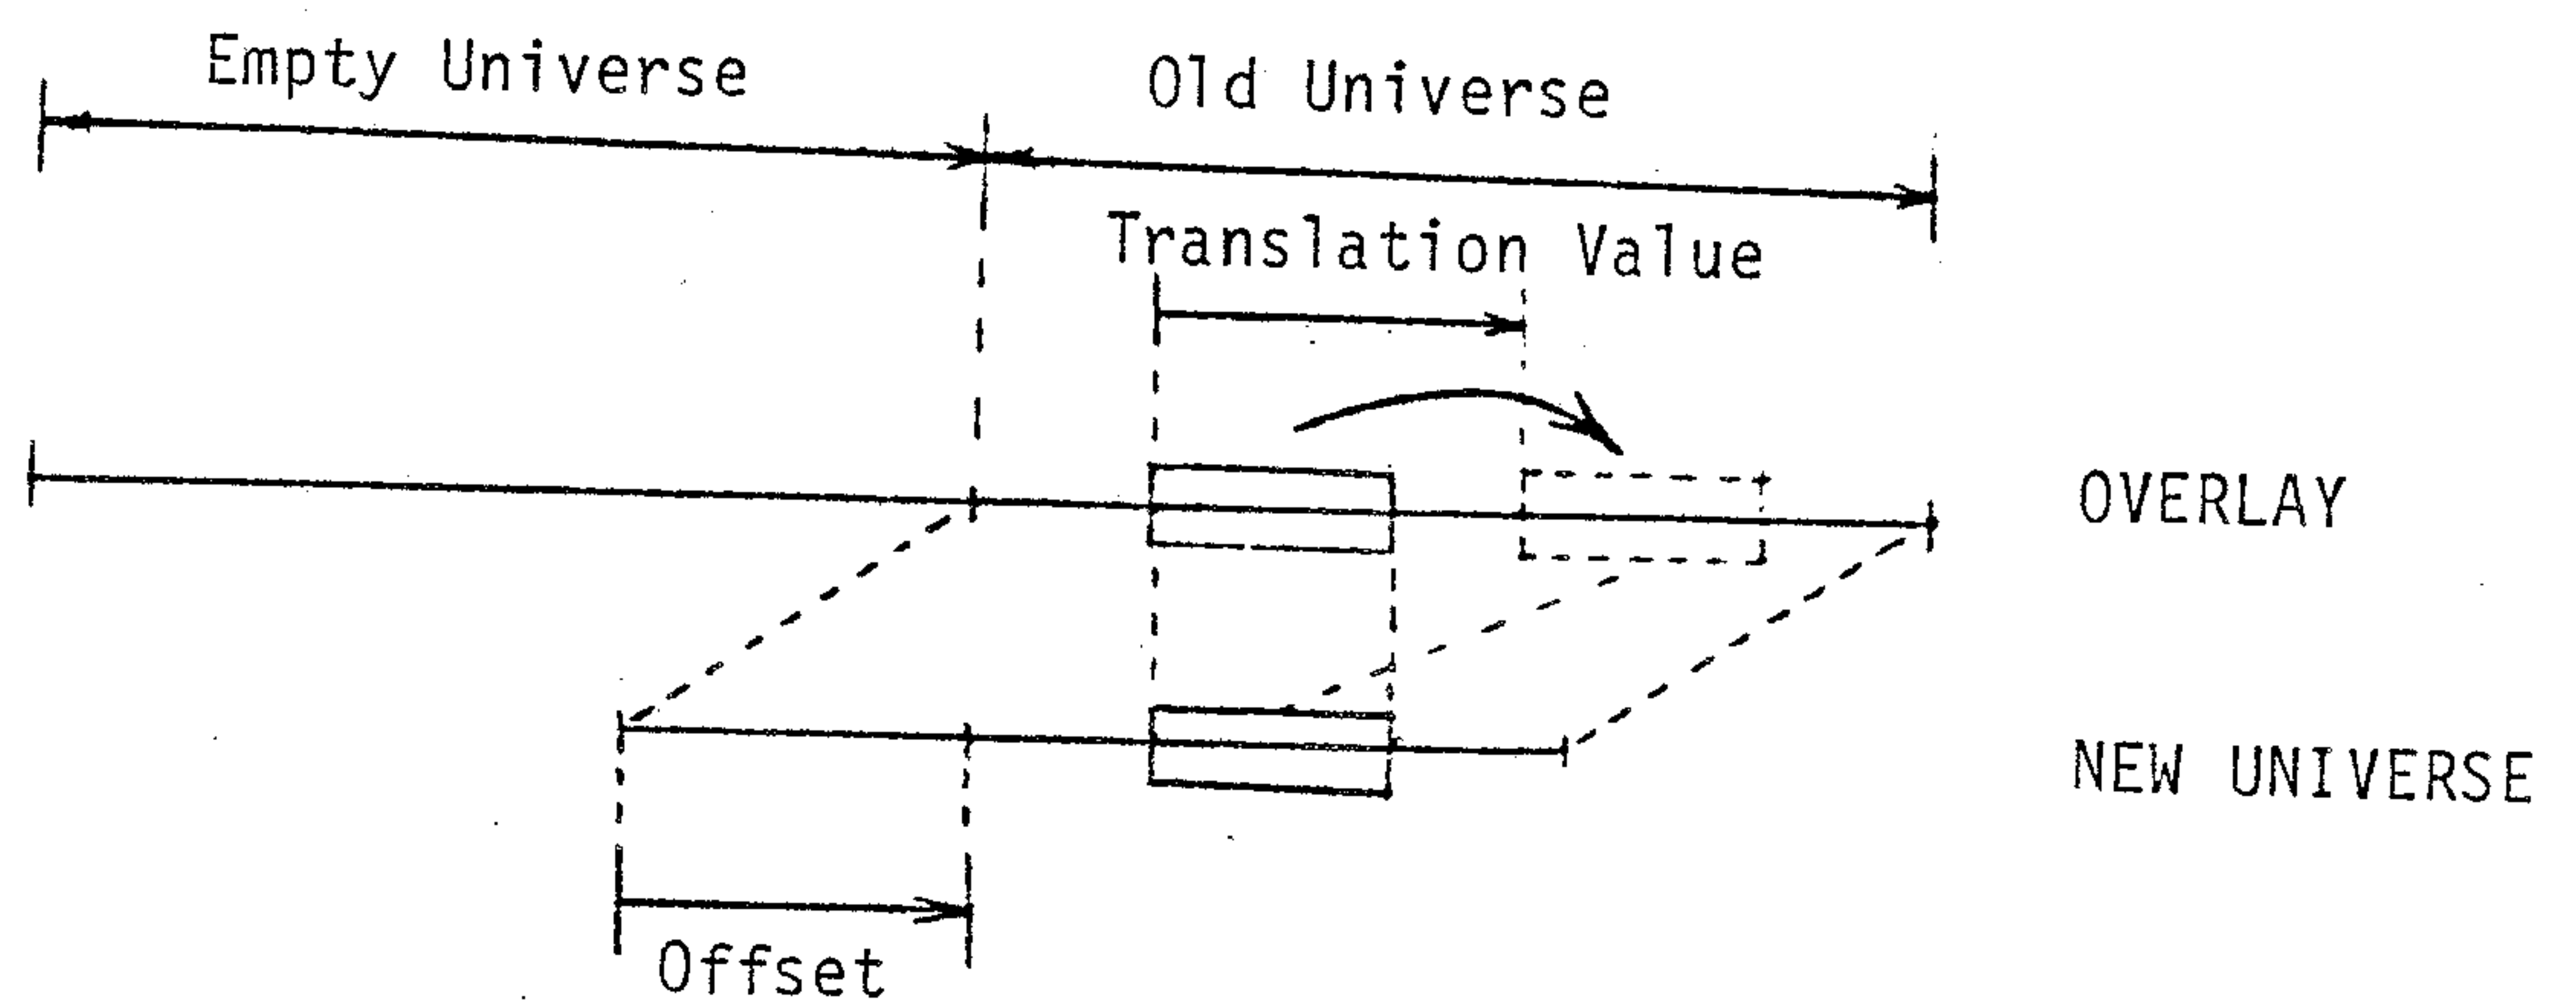 Empty Universe
Old Universe
Translation Value
OVERLAY
NEW UNIVERSE
Offset